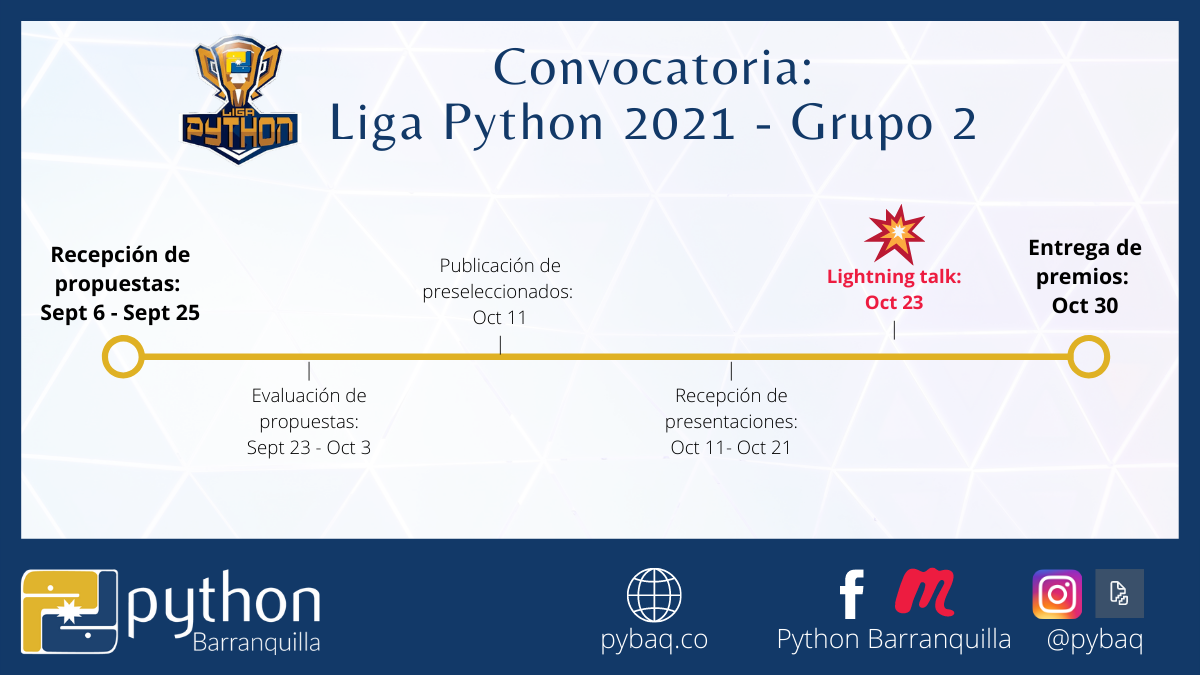 LIGA
PYTHON
Convocatoria:
Liga Python 2021 - Grupo 2
Recepción de
propuestas:
Sept 6 - Sept 25
Evaluación de
propuestas:
Sept 23 - Oct 3
Publicación de
preseleccionados:
Oct 11
Recepción de
presentaciones:
Oct 11- Oct 21
Lightning talk:
Oct 23
Entrega de
premios:
Oct 30
python
Barranquilla
pybaq.co
Python Barranquilla
@pybaq